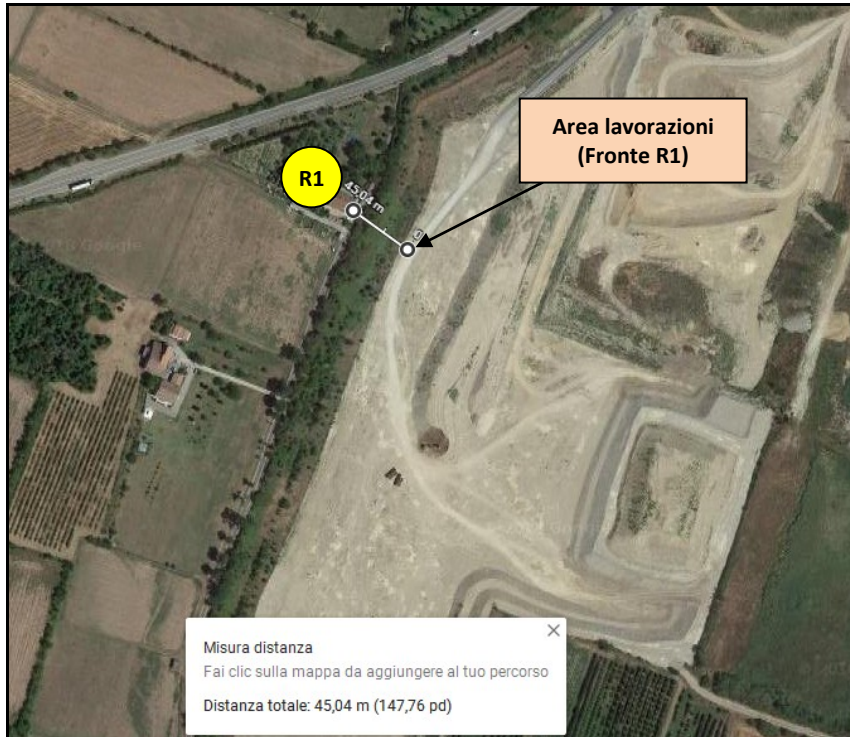 Area lavorazioni
(Fronte R1)
R1
45,04 m
Misura distanza
Fai clic sulla mappa da aggiungere al tuo percorso
Distanza totale: 45,04 m (147,76 pd)